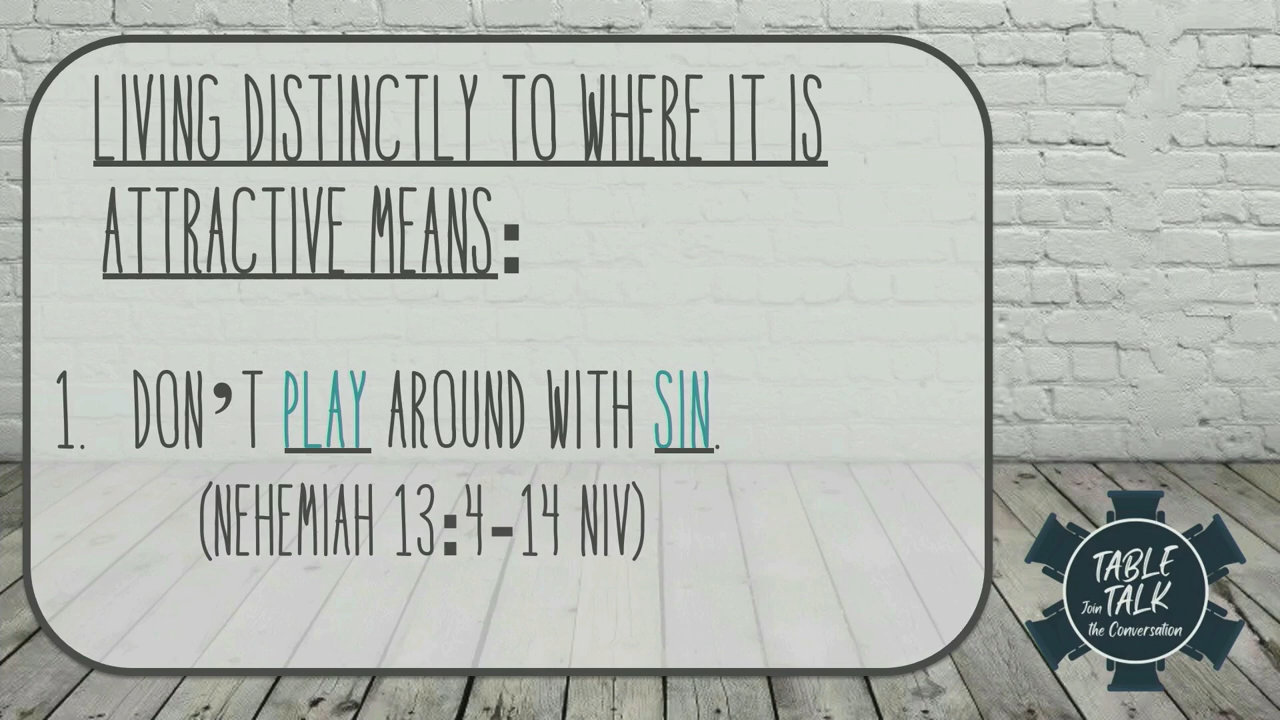 LIVING DISTINCTLY TO WHERE IT IS
ATTRACTIVE MEANS:
1. DON'T PLAY AROUND WITH SIN.
(NEHEMIAH 13:4-14 NIV)
TABLE
Join TALK
the Conversation